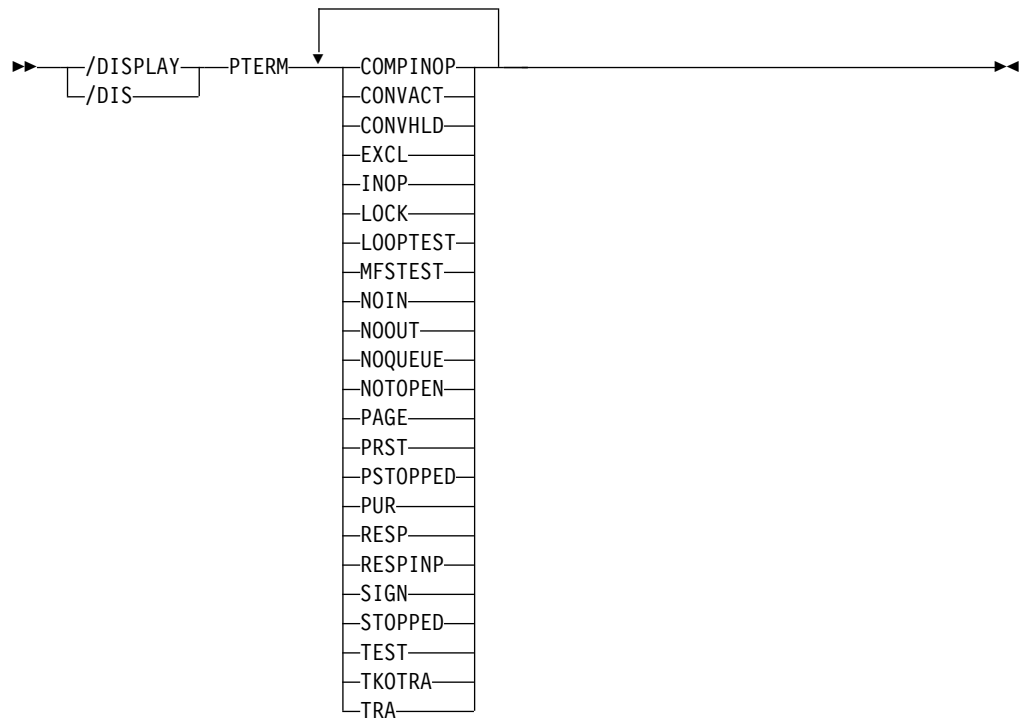 /DISPLAY PTERM COMPINOP
/DIS CONVACT
CONVHLD
EXCL
INOP
LOCK
LOOPTEST
MFSTEST
NOIN
NOOUT
NOQUEUE
NOTOPEN
PAGE
PRST
PSTOPPED
PUR
RESP
RESPINP
SIGN
STOPPED
TEST
TKOTRA
TRA